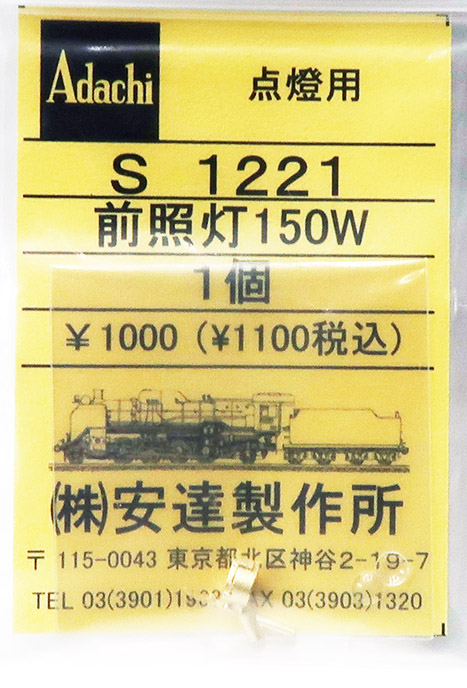 Adachi
点燈用
S 1221
前照灯150W
1個
¥1000 (¥1100税込)
㈱安達製作所
〒115-0043 東京都北区神谷2-19-7
TEL 03(3901) FAX 03(3903)1320